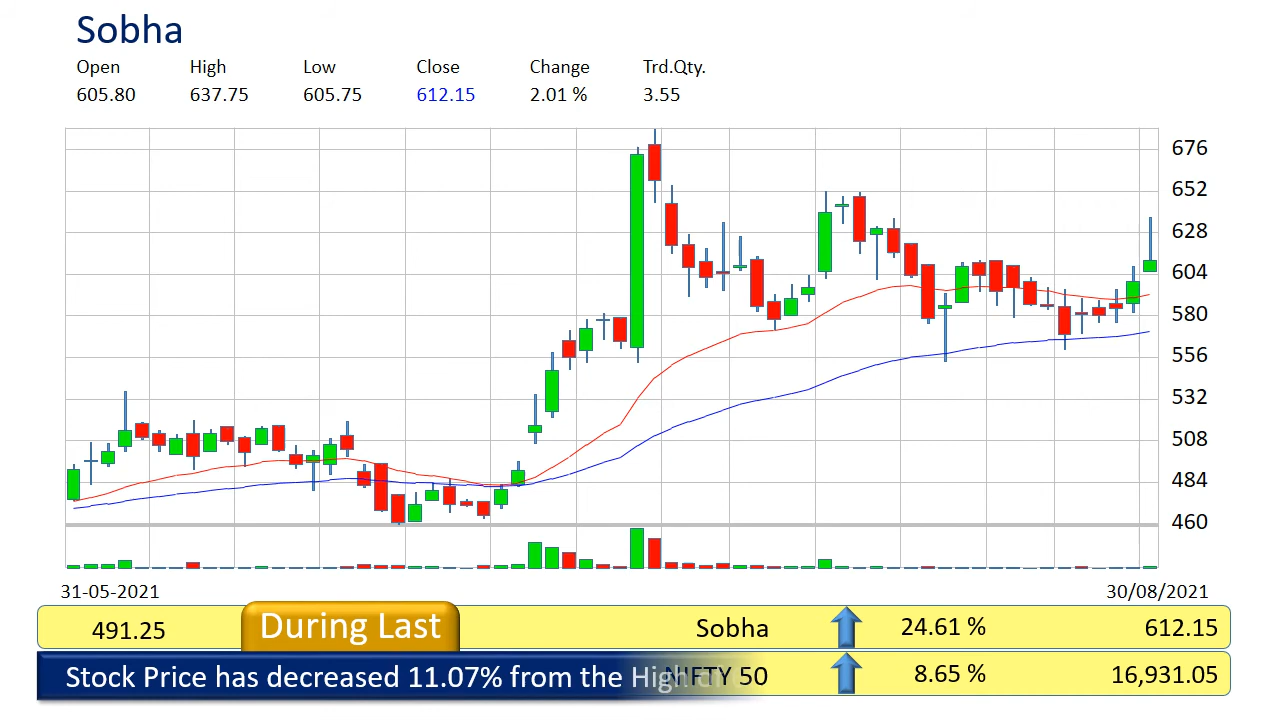 Sobha
Open High Low Close Change Trd.Qty.
605.80 637.75 605.75 612.15 2.01 % 3.55
676
652
628
604
580
556
532
508
484
460
31-05-2021 30/08/2021
491.25 During Last Sobha 24.61 % 612.15
Stock Price has decreased 11.07% from the High NIFTY 50 8.65 % 16,931.05